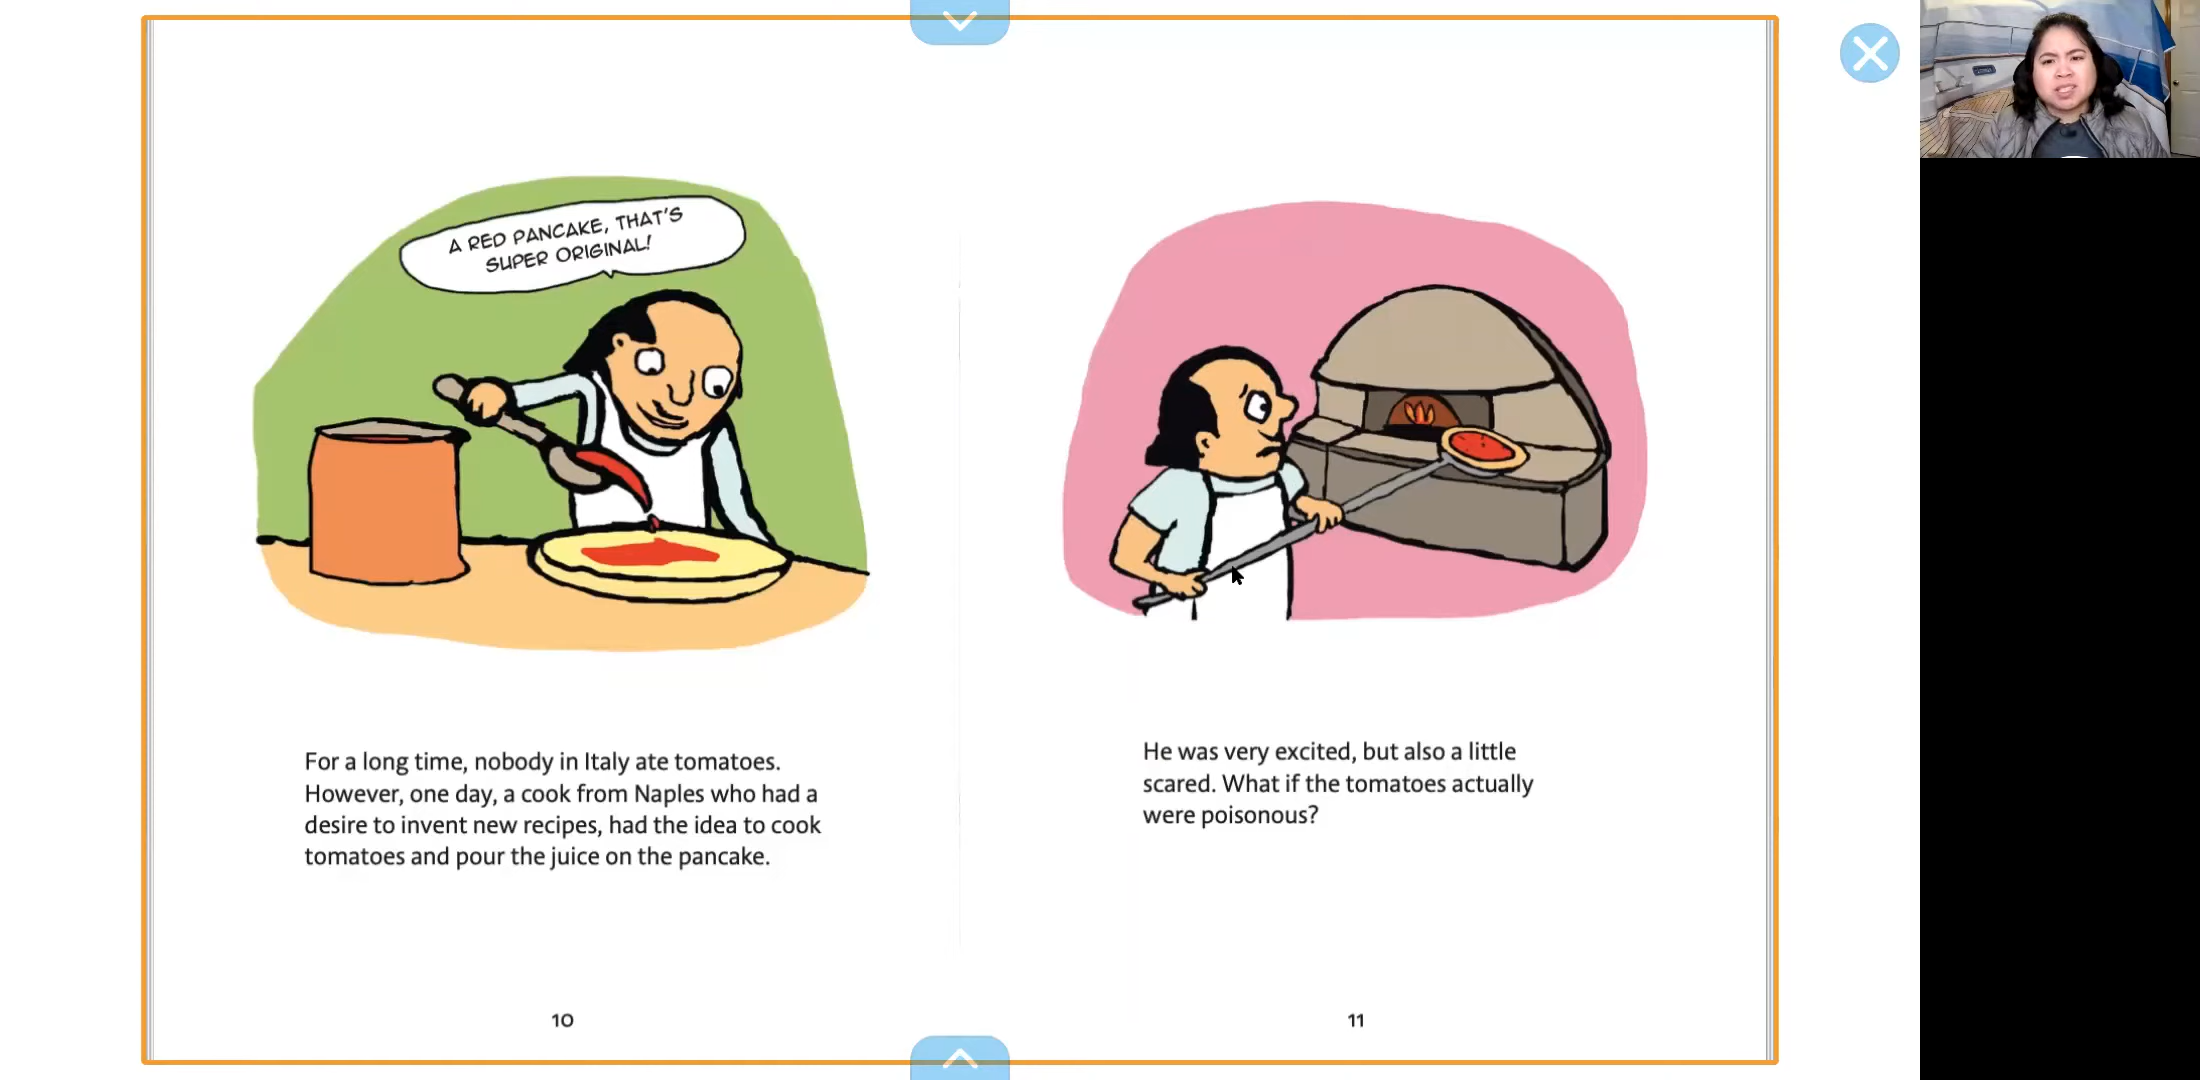 A RED PANCAKE, THAT'S
SUPER ORIGINAL!
For a long time, nobody in Italy ate tomatoes.
However, one day, a cook from Naples who had a
desire to invent new recipes, had the idea to cook
tomatoes and pour the juice on the pancake.
10
He was very excited, but also a little
scared. What if the tomatoes actually
were poisonous?
11